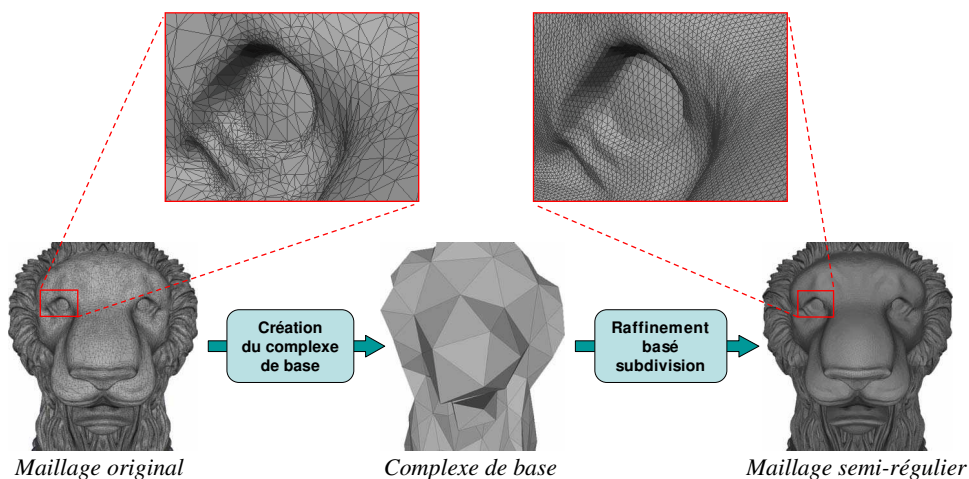 Création
du complexe
de base
Raffinement
basé
subdivision
Maillage original
Complexe de base
Maillage semi-régulier